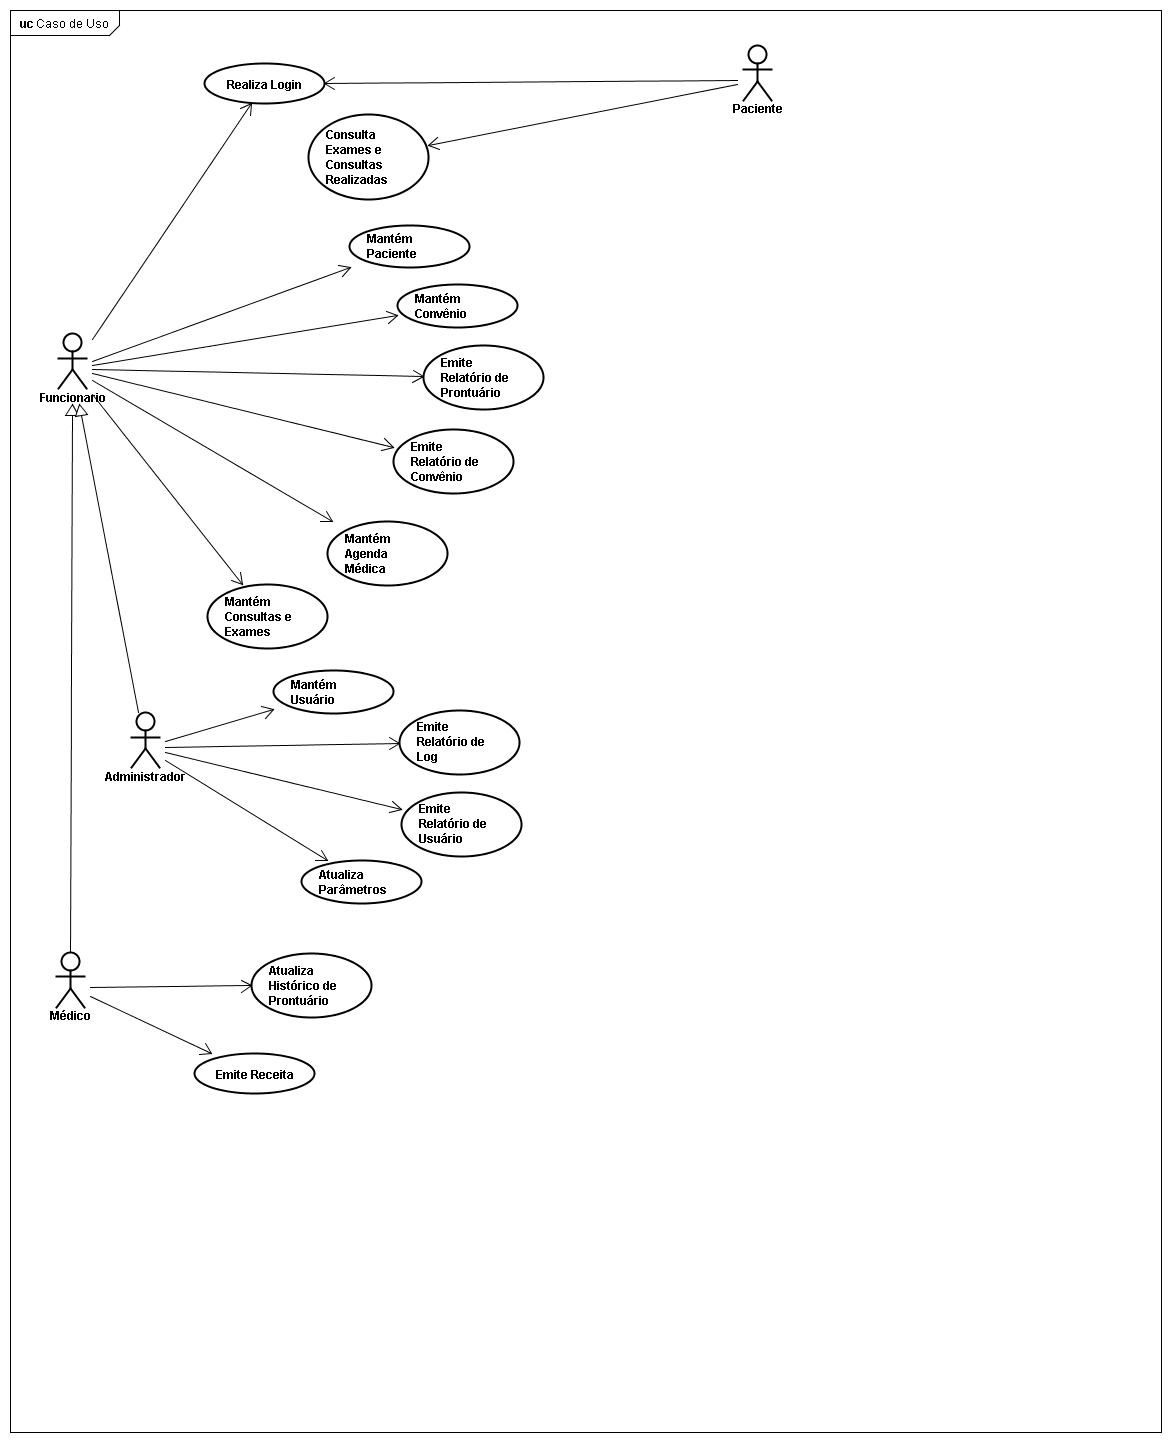 uc Caso de Uso
Realiza Login
Paciente
Consulta
Exames e
Consultas
Realizadas
Mantém
Paciente
Mantém
Convênio
Emite
Relatório de
Prontuário
Funcionario
Emite
Relatório de
Convênio
Mantém
Agenda
Médica
Mantém
Consultas e
Exames
Mantém
Usuário
Emite
Relatório de
Log
Administrador
Emite
Relatório de
Usuário
Atualiza
Parâmetros
Atualiza
Histórico de
Prontuário
Médico
Emite Receita